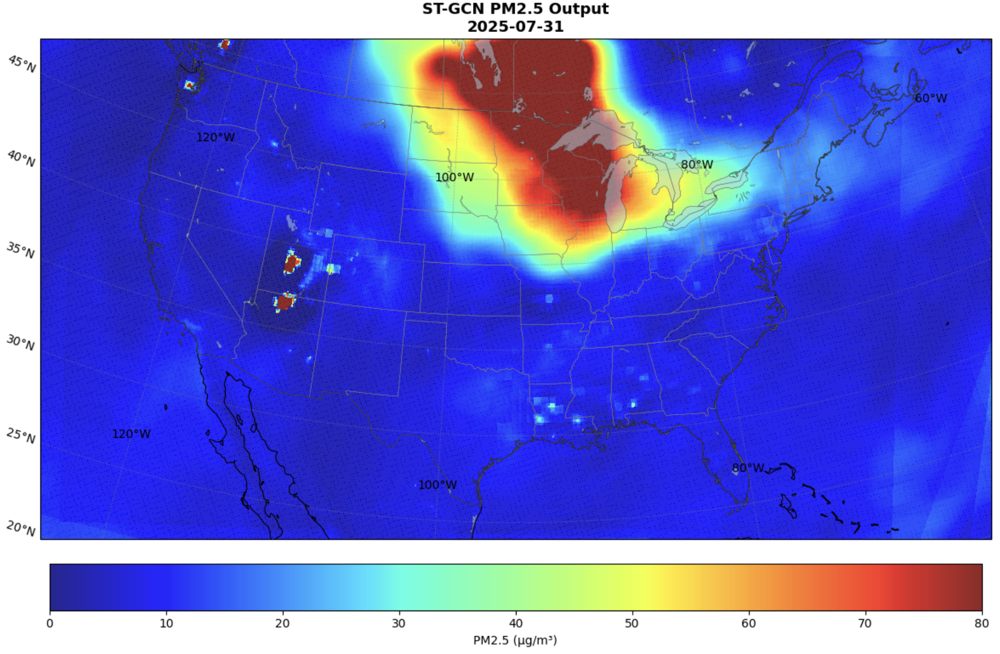 ST-GCN PM2.5 Output
2025-07-31
45°N
60°W
120°W
40°N
80°W
100°W
35°N
30°N
120°W
25°N
80°W
100°W
20°N
0 10 20 30 40 50 60 70 80
PM2.5 (µg/m³)